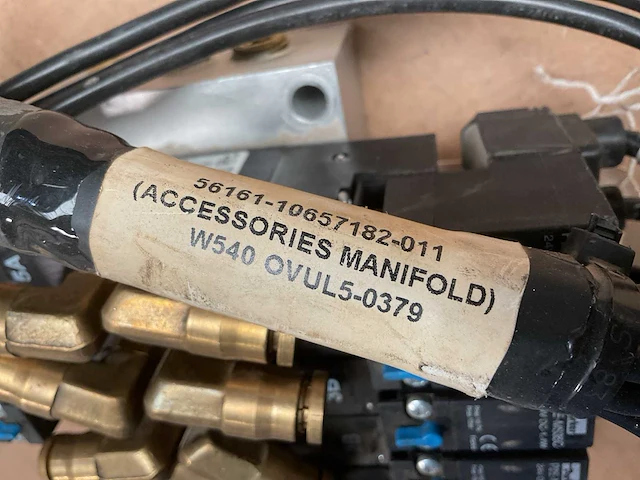 56161-10657182-011
(ACCESSORIES MANIFOLD)
W540 OVUL5-0379